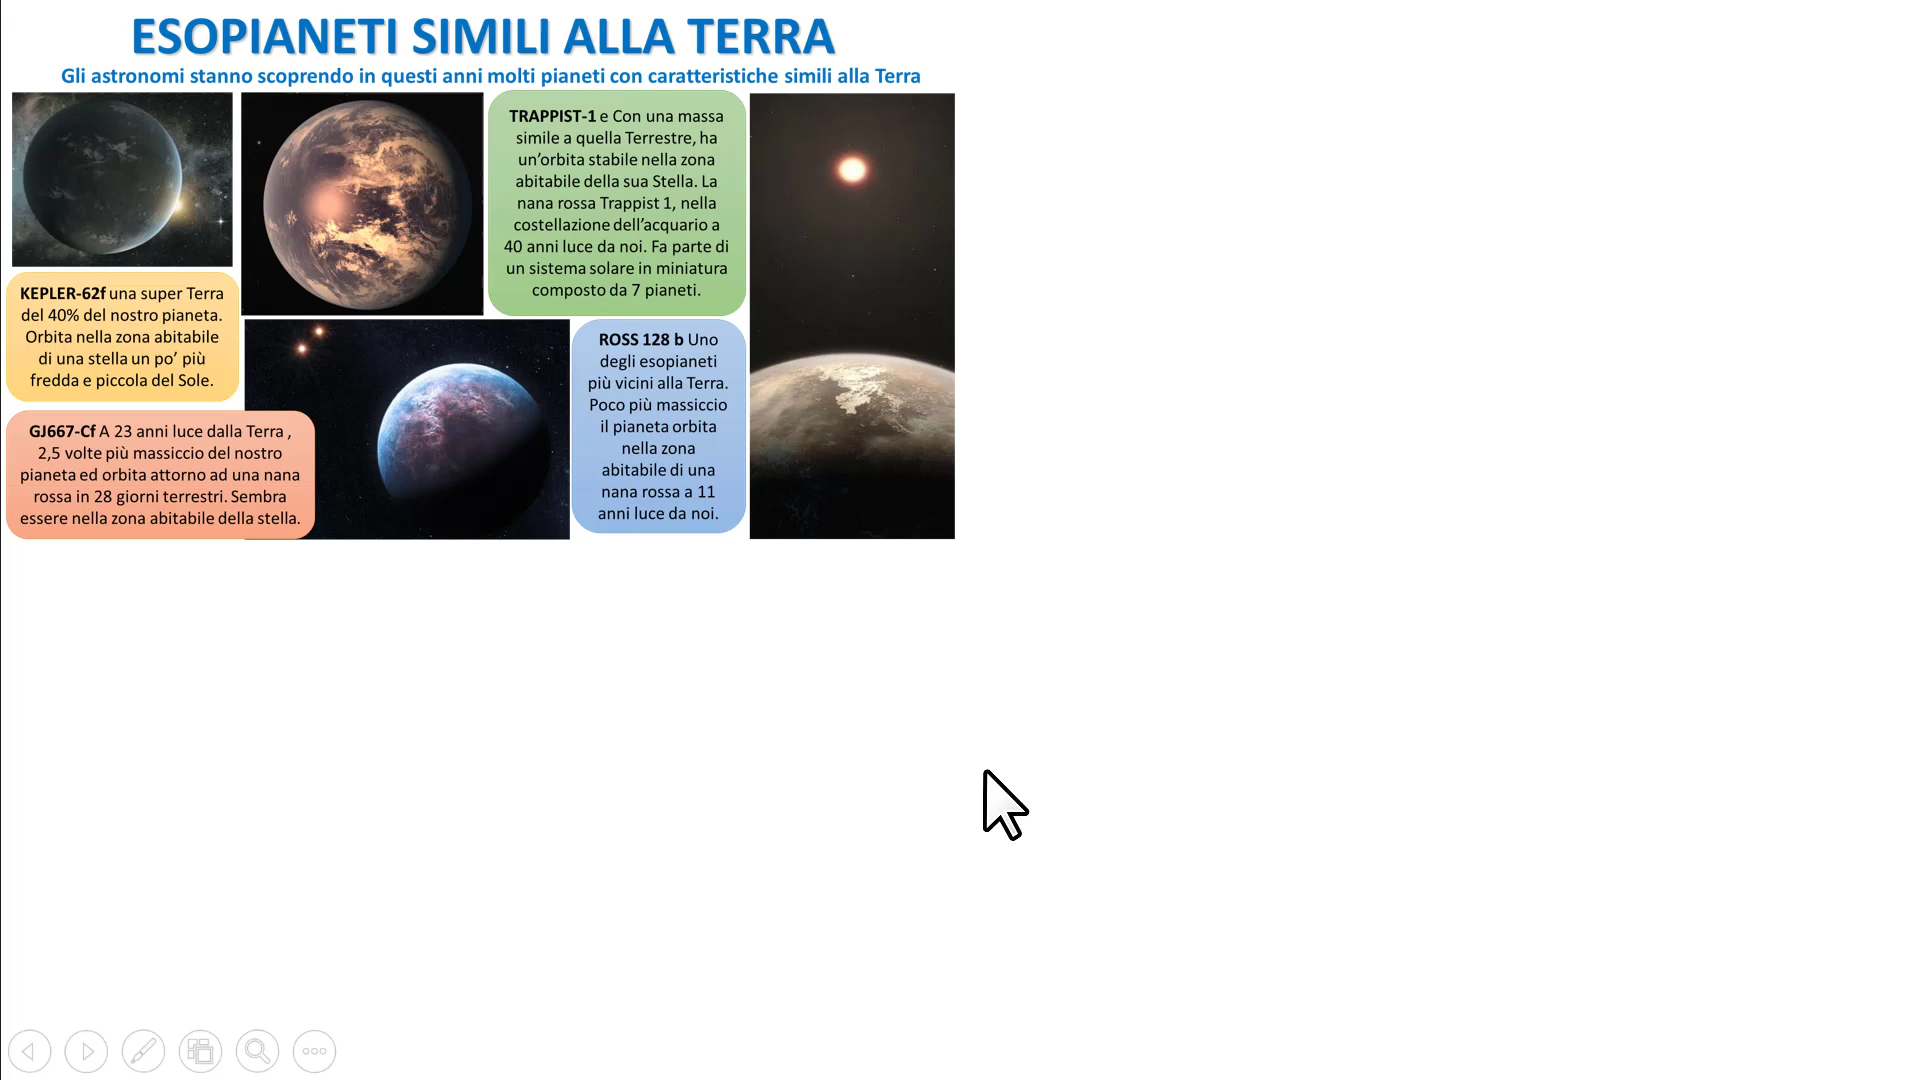 ESOPIANETI SIMILI ALLA TERRA
Gli astronomi stanno scoprendo in questi anni molti pianeti con caratteristiche simili alla Terra
KEPLER-62f una super Terra
del 40% del nostro pianeta.
Orbita nella zona abitabile
di una stella un po’ più
fredda e piccola del Sole.
TRAPPIST-1 e Con una massa
simile a quella Terrestre, ha
un’orbita stabile nella zona
abitabile della sua Stella. La
nana rossa Trappist 1, nella
costellazione dell’acquario a
40 anni luce da noi. Fa parte di
un sistema solare in miniatura
composto da 7 pianeti.
GJ667-Cf A 23 anni luce dalla Terra ,
2,5 volte più massiccio del nostro
pianeta ed orbita attorno ad una nana
rossa in 28 giorni terrestri. Sembra
essere nella zona abitabile della stella.
ROSS 128 b Uno
degli esopianeti
più vicini alla Terra.
Poco più massiccio
il pianeta orbita
nella zona
abitabile di una
nana rossa a 11
anni luce da noi.